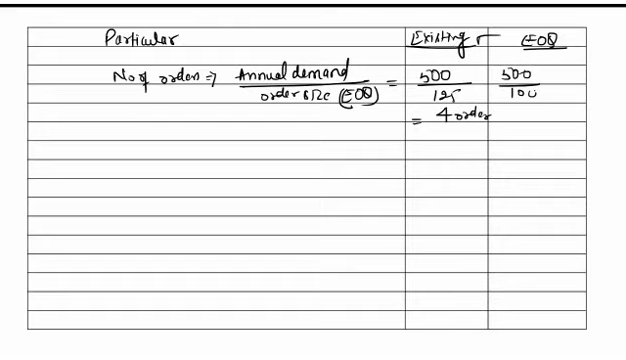 Particular Existing EOQ
No of orders ⇒ Annual demand = 500 500
order size (EOQ) 125 100
= 4 order